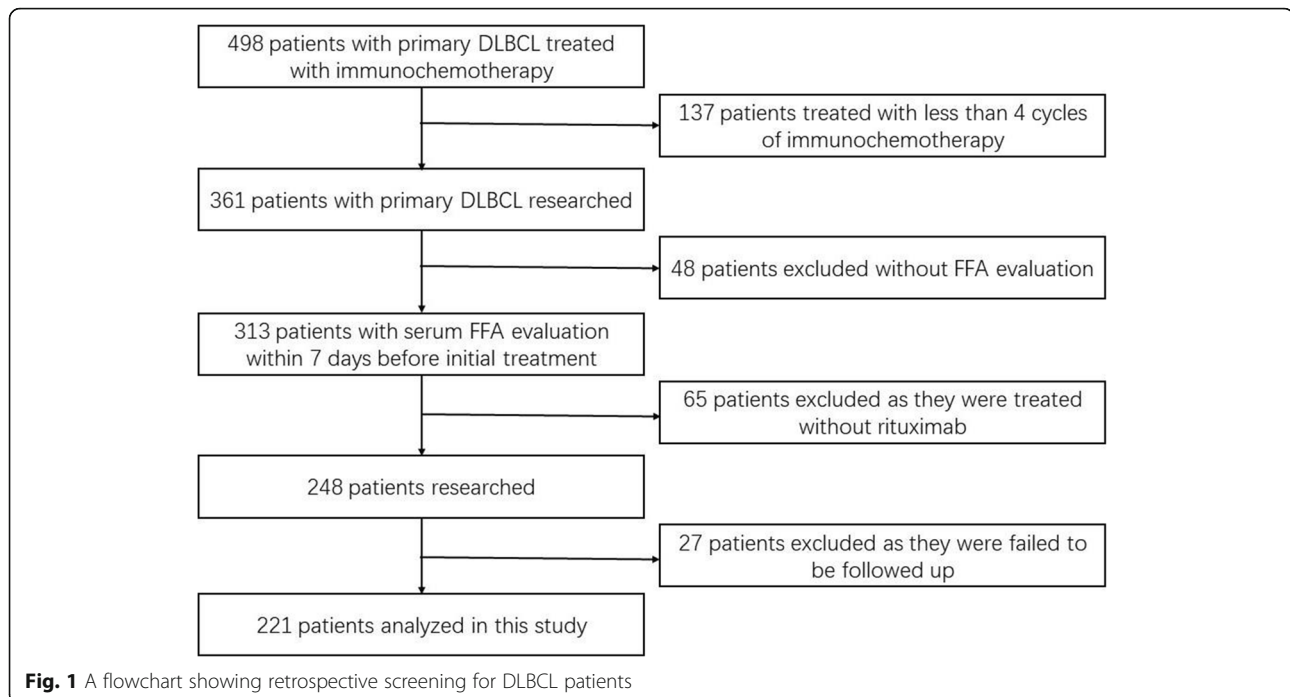 498 patients with primary DLBCL treated
with immunochemotherapy
137 patients treated with less than 4 cycles
of immunochemotherapy
361 patients with primary DLBCL researched
48 patients excluded without FFA evaluation
313 patients with serum FFA evaluation
within 7 days before initial treatment
65 patients excluded as they were treated
without rituximab
248 patients researched
27 patients excluded as they were failed to
be followed up
221 patients analyzed in this study
Fig. 1 A flowchart showing retrospective screening for DLBCL patients